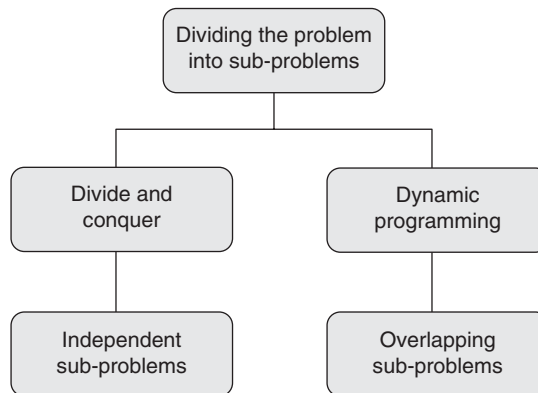 Dividing the problem
into sub-problems
Divide and
conquer
Dynamic
programming
Independent
sub-problems
Overlapping
sub-problems